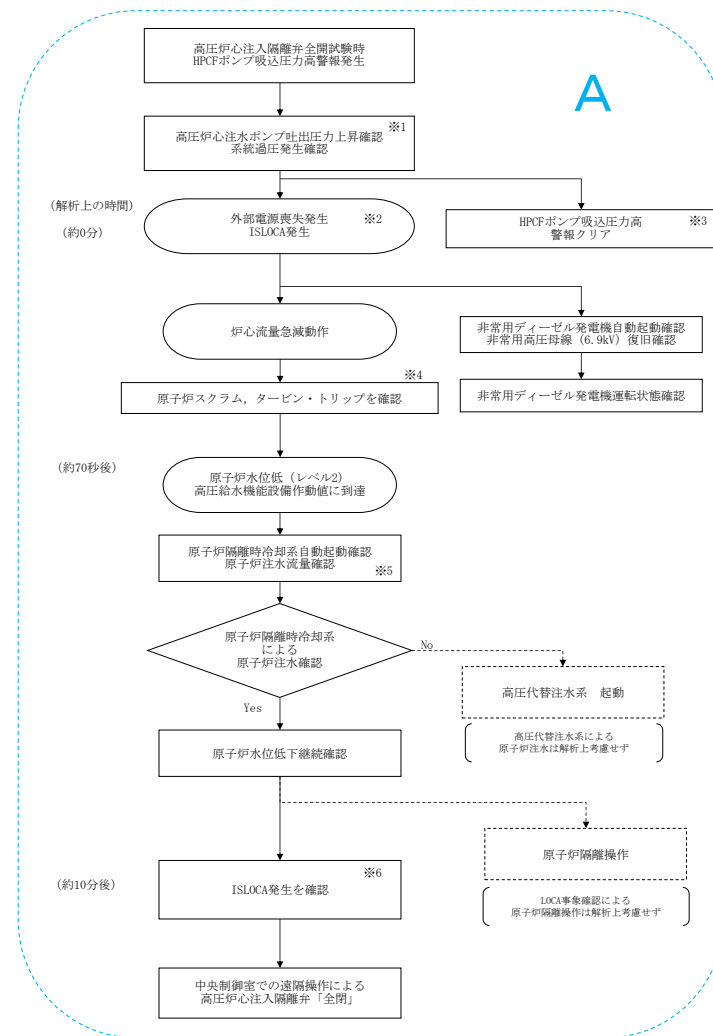 高圧炉心注入隔離弁全開試験時
HPCFポンプ吸込圧力高警報発生
A
※1
高圧炉心注水ポンプ吐出圧力上昇確認
系統過圧発生確認
(解析上の時間)
(約0分)
外部電源喪失発生 ※2
ISLOCA発生
HPCFポンプ吸込圧力高 ※3
警報クリア
炉心流量急減動作
非常用ディーゼル発電機自動起動確認
非常用高圧母線(6.9kV)復旧確認
※4
原子炉スクラム,タービン・トリップを確認
非常用ディーゼル発電機運転状態確認
(約70秒後)
原子炉水位低(レベル2)
高圧給水機能設備作動値に到達
原子炉隔離時冷却系自動起動確認
原子炉注水流量確認
※5
原子炉隔離時冷却系
による
原子炉注水確認
No
Yes
高圧代替注水系 起動
高圧代替注水系による
原子炉注水は解析上考慮せず
原子炉水位低下継続確認
原子炉隔離操作
LOCA事象確認による
原子炉隔離操作は解析上考慮せず
(約10分後)
※6
ISLOCA発生を確認
中央制御室での遠隔操作による
高圧炉心注入隔離弁「全閉」